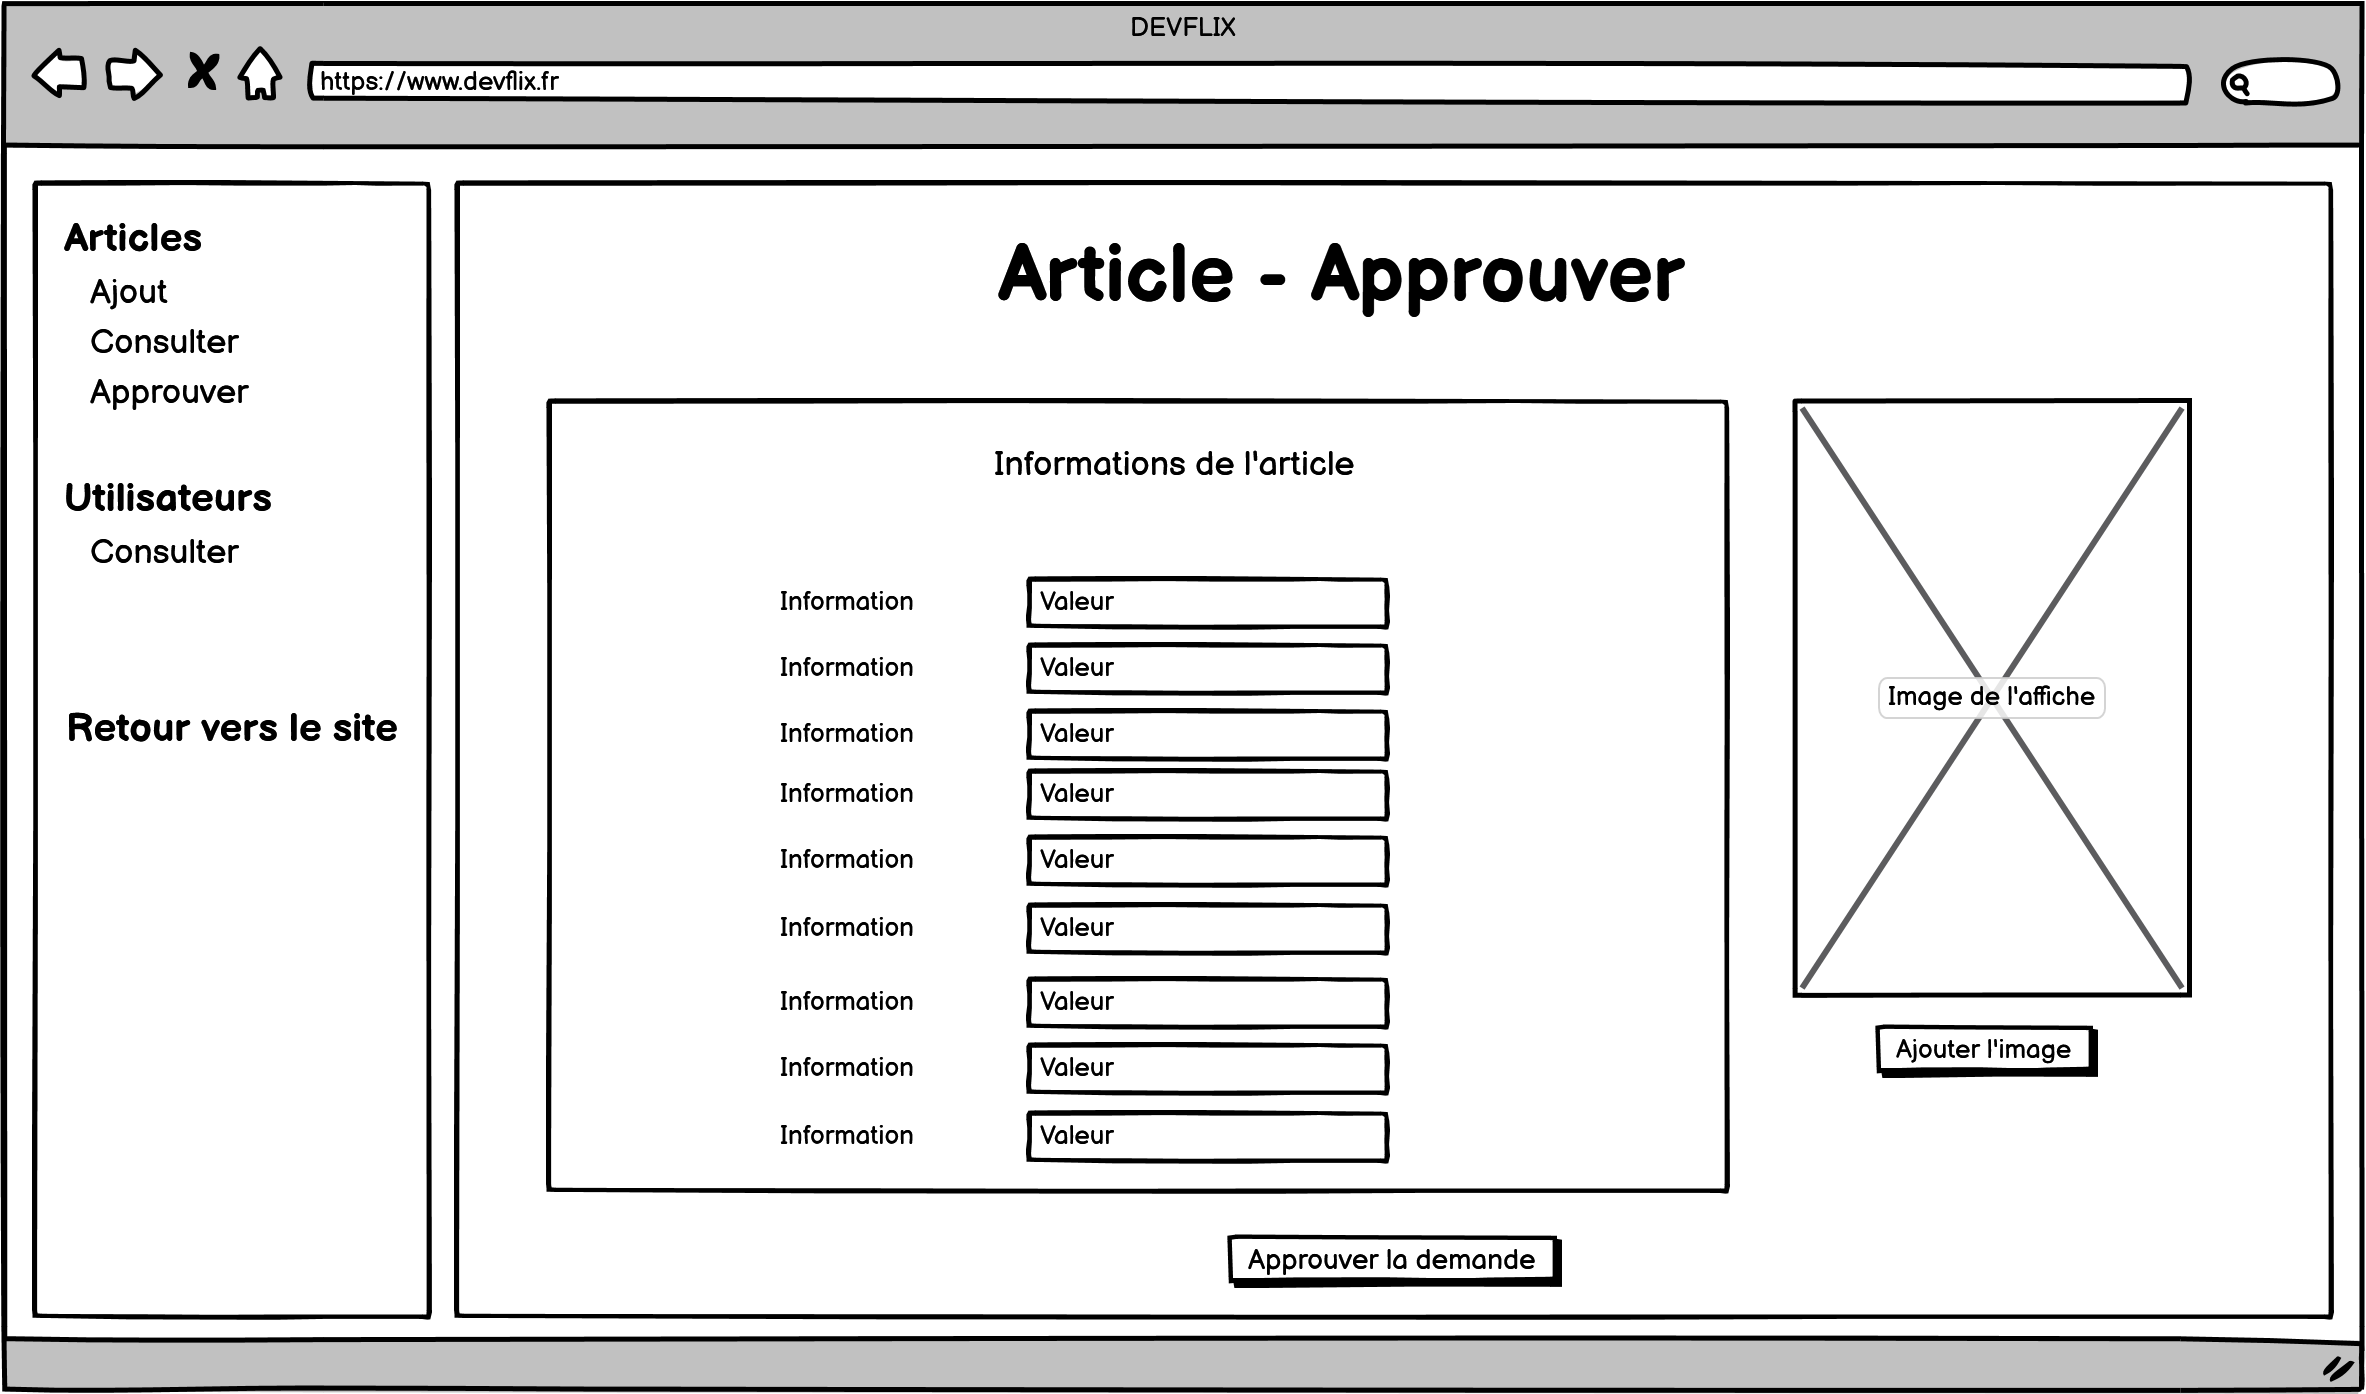 DEVFLIX
https://www.devflix.fr
Articles
Ajout
Consulter
Approuver
Utilisateurs
Consulter
Retour vers le site
Article - Approuver
Informations de l'article
Information Valeur
Information Valeur
Information Valeur
Information Valeur
Information Valeur
Information Valeur
Information Valeur
Information Valeur
Information Valeur
Image de l'affiche
Ajouter l'image
Approuver la demande